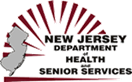 NEW JERSEY
DEPARTMENT
of
HEALTH
and
SENIOR SERVICES